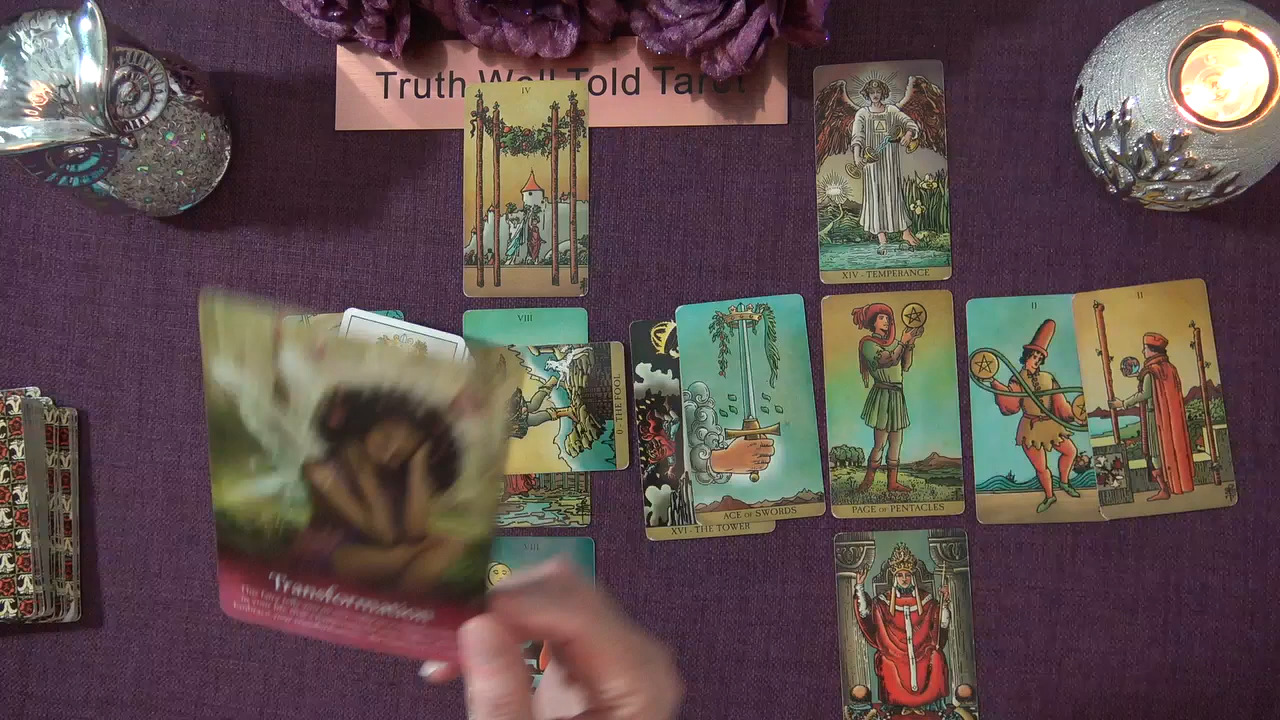 Truth Well Told Tarot
IV
XIV - TEMPERANCE
VIII
0 - THE FOOL
II
II
ACE OF SWORDS
PAGE OF PENTACLES
XVI - THE TOWER
VIII
Transformation